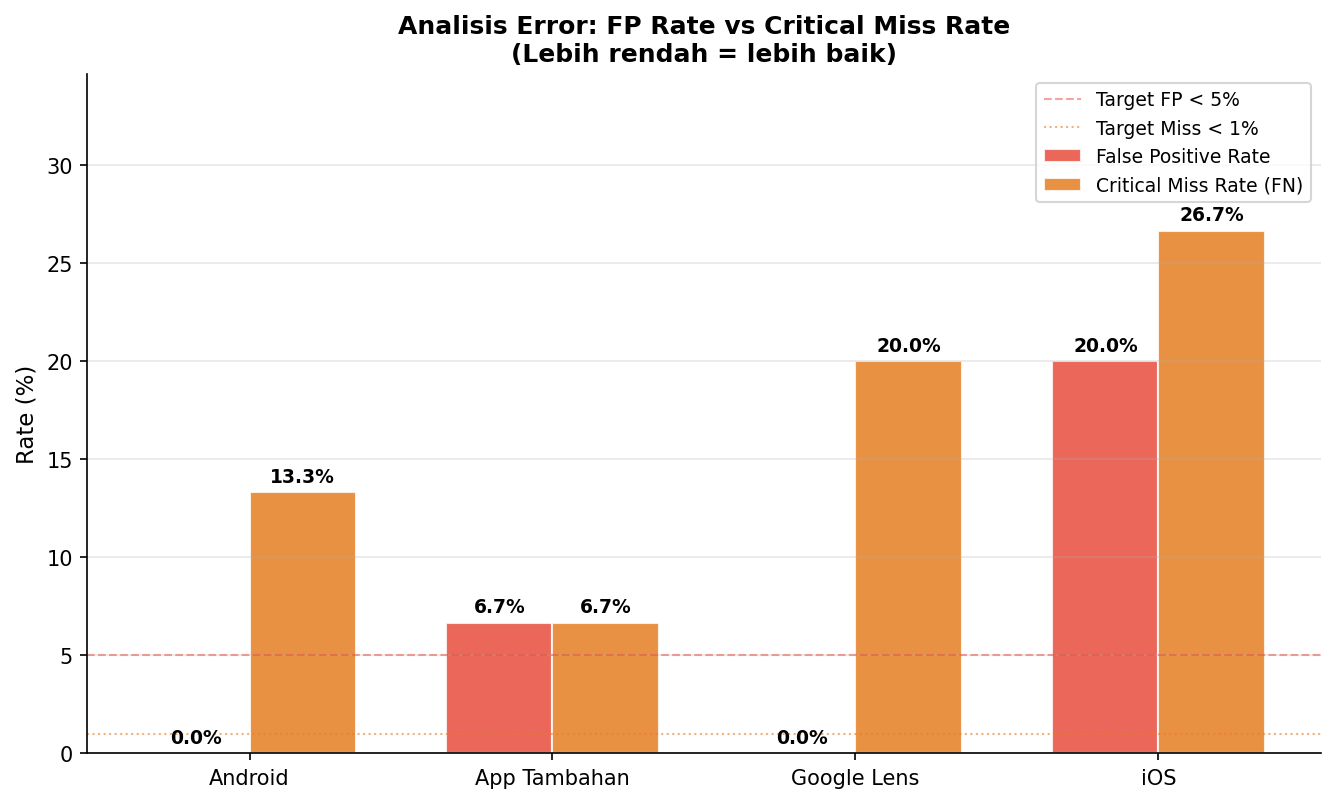 Analisis Error: FP Rate vs Critical Miss Rate
(Lebih rendah = lebih baik)
Target FP < 5%
Target Miss < 1%
False Positive Rate
Critical Miss Rate (FN)
Rate (%)
30
25
20
15
10
5
0
0.0%
13.3%
6.7%
6.7%
0.0%
20.0%
20.0%
26.7%
Android
App Tambahan
Google Lens
iOS